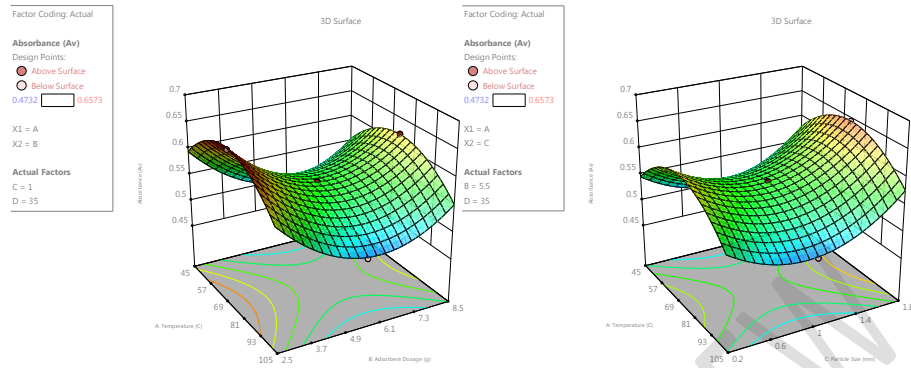 Factor Coding: Actual
3D Surface
Absorbance (Av)
Design Points:
Above Surface
Below Surface
0.4732 0.6573
X1 = A
X2 = B
Actual Factors
C = 1
D = 35
Absorbance (Av)
0.7
0.65
0.6
0.55
0.5
0.45
45
57
69
81
93
105
2.5
3.7
4.9
6.1
7.3
8.5
A: Temperature (C)
B: Adsorbent Dosage (g)
Factor Coding: Actual
3D Surface
Absorbance (Av)
Design Points:
Above Surface
Below Surface
0.4732 0.6573
X1 = A
X2 = C
Actual Factors
B = 5.5
D = 35
Absorbance (Av)
0.7
0.65
0.6
0.55
0.5
0.45
45
57
69
81
93
105
0.2
0.6
1
1.4
1.8
A: Temperature (C)
C: Particle Size (mm)